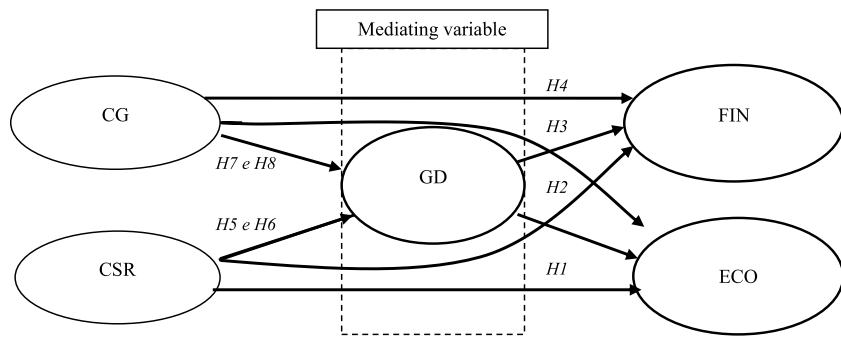 Mediating variable
CG
H4
FIN
H3
H7 e H8
GD
H2
H5 e H6
CSR
H1
ECO